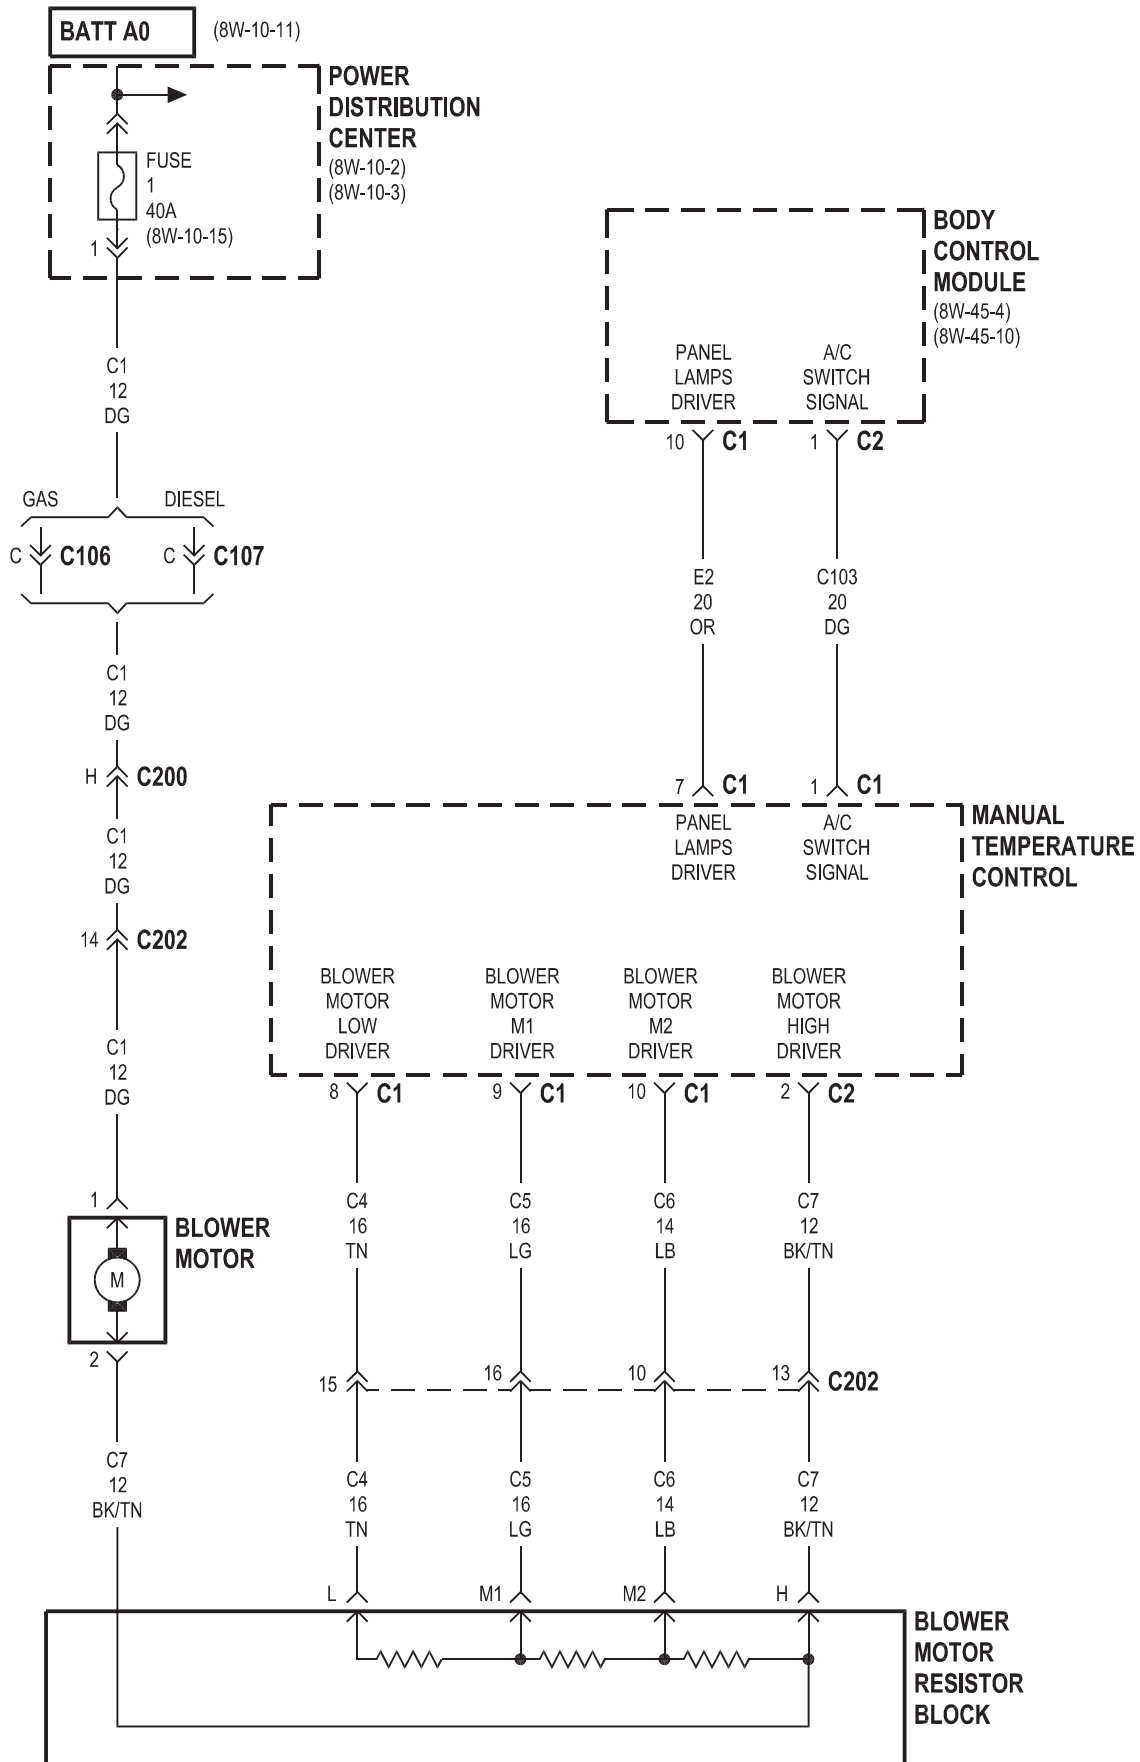 BATT A0 (8W-10-11)
POWER
DISTRIBUTION
CENTER
(8W-10-2)
(8W-10-3)
FUSE
1
40A
(8W-10-15)
1
BODY
CONTROL
MODULE
(8W-45-4)
(8W-45-10)
PANEL
LAMPS
DRIVER
A/C
SWITCH
SIGNAL
10 C1
1 C2
C1
12
DG
GAS DIESEL
C C106
C C107
E2
20
OR
C103
20
DG
C1
12
DG
H C200
7 C1
1 C1
MANUAL
TEMPERATURE
CONTROL
PANEL
LAMPS
DRIVER
A/C
SWITCH
SIGNAL
C1
12
DG
14 C202
BLOWER
MOTOR
LOW
DRIVER
BLOWER
MOTOR
M1
DRIVER
BLOWER
MOTOR
M2
DRIVER
BLOWER
MOTOR
HIGH
DRIVER
8 C1
9 C1
10 C1
2 C2
C1
12
DG
1
BLOWER
MOTOR
M
2
C4
16
TN
C5
16
LG
C6
14
LB
C7
12
BK/TN
15
16
10
13 C202
C7
12
BK/TN
C4
16
TN
C5
16
LG
C6
14
LB
C7
12
BK/TN
L
M1
M2
H
BLOWER
MOTOR
RESISTOR
BLOCK